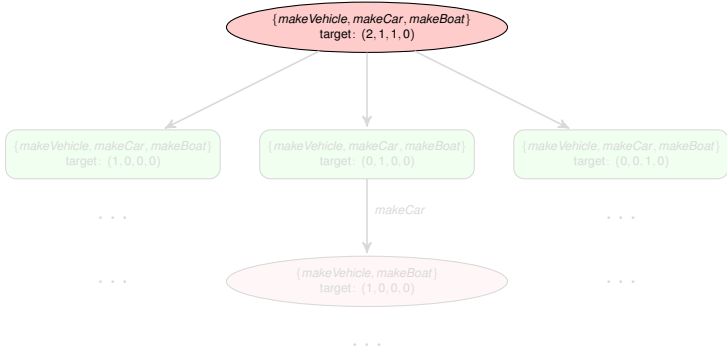 {makeVehicle, makeCar, makeBoat}
target: (2, 1, 1, 0)
{makeVehicle, makeCar, makeBoat}
target: (1, 0, 0, 0)
{makeVehicle, makeCar, makeBoat}
target: (0, 1, 0, 0)
{makeVehicle, makeCar, makeBoat}
target: (0, 0, 1, 0)
. . .
makeCar
. . .
. . .
{makeVehicle, makeBoat}
target: (1, 0, 0, 0)
. . .
. . .